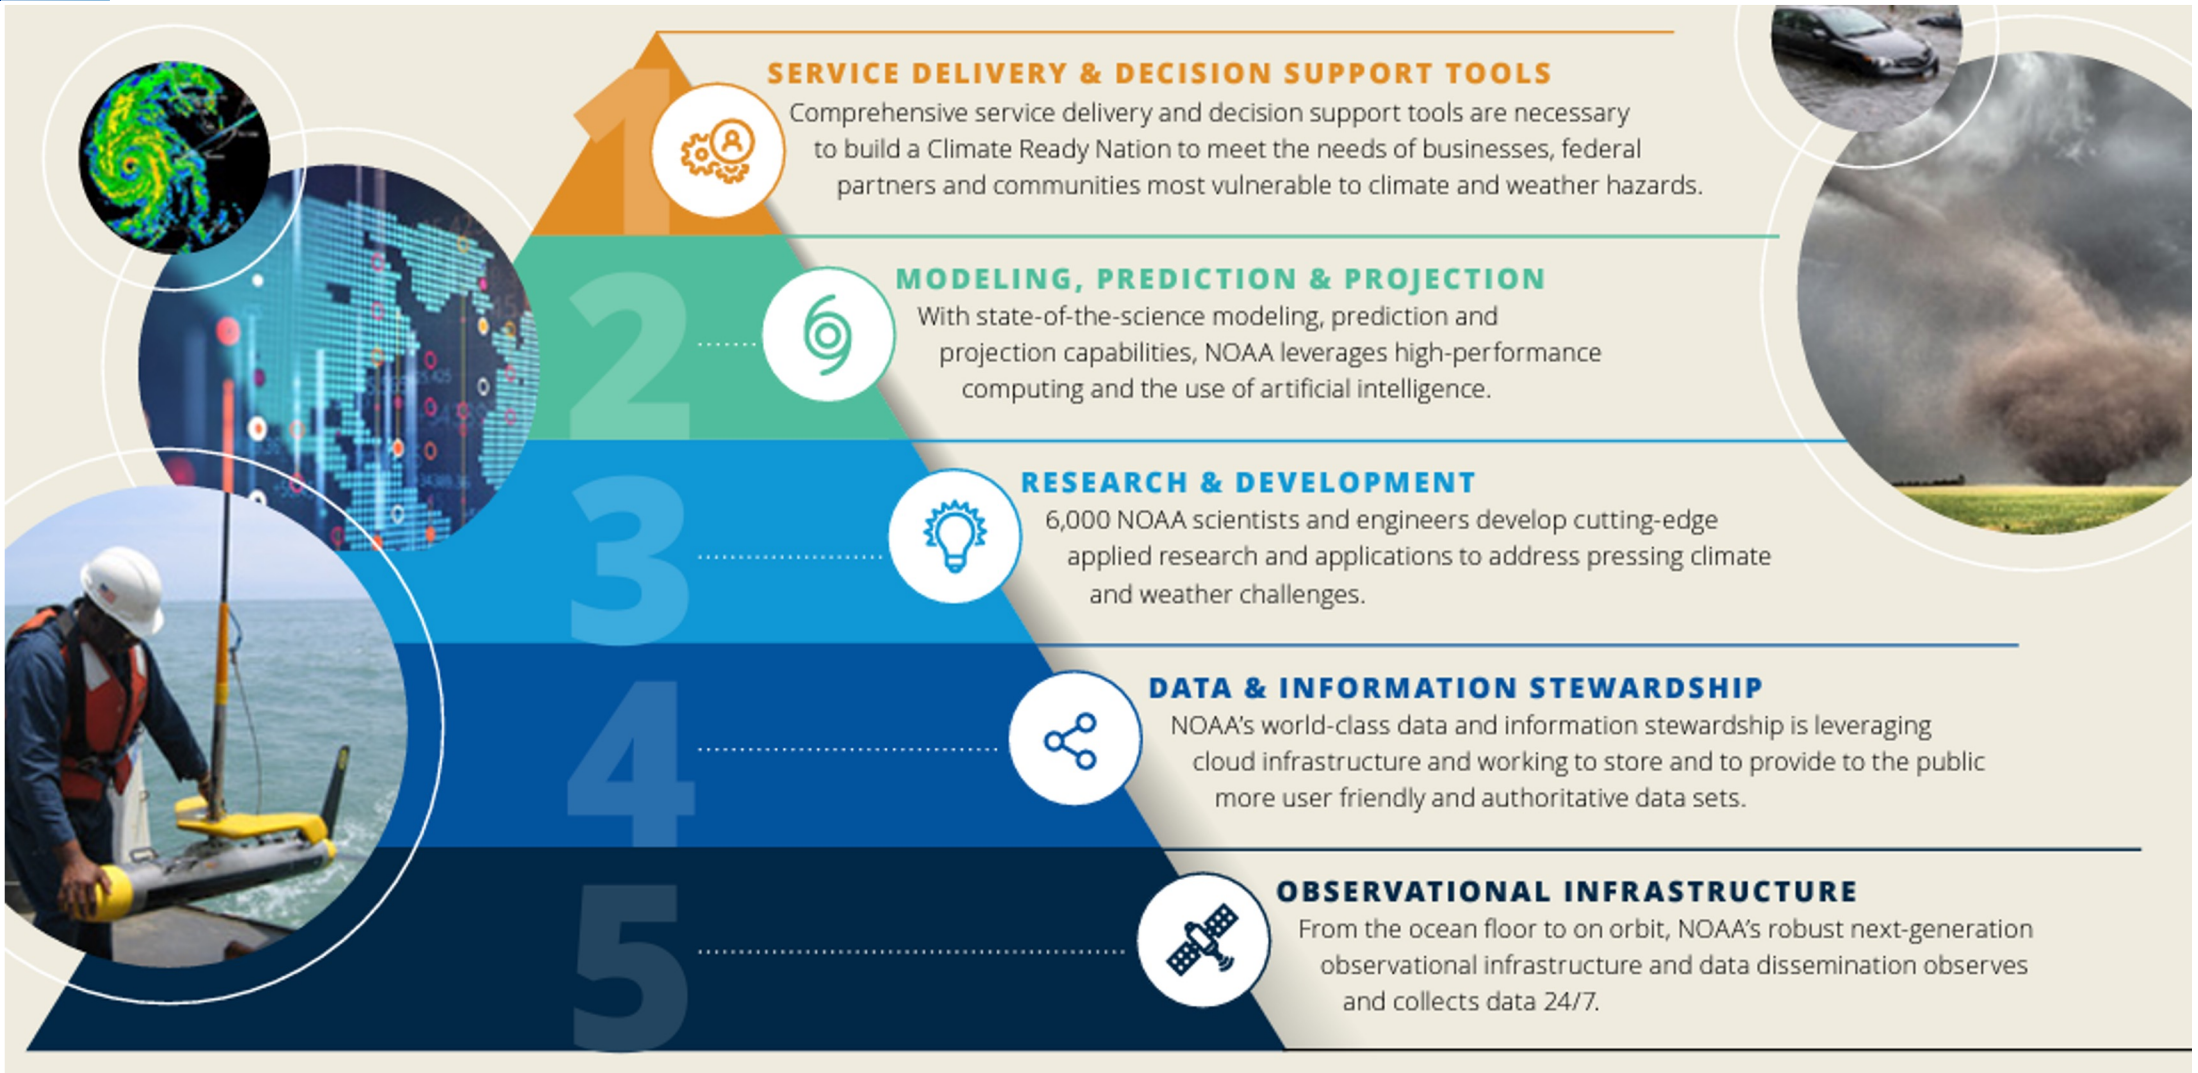 1
SERVICE DELIVERY & DECISION SUPPORT TOOLS
Comprehensive service delivery and decision support tools are necessary
to build a Climate Ready Nation to meet the needs of businesses, federal
partners and communities most vulnerable to climate and weather hazards.
2
MODELING, PREDICTION & PROJECTION
With state-of-the-science modeling, prediction and
projection capabilities, NOAA leverages high-performance
computing and the use of artificial intelligence.
3
RESEARCH & DEVELOPMENT
6,000 NOAA scientists and engineers develop cutting-edge
applied research and applications to address pressing climate
and weather challenges.
4
DATA & INFORMATION STEWARDSHIP
NOAA’s world-class data and information stewardship is leveraging
cloud infrastructure and working to store and to provide to the public
more user friendly and authoritative data sets.
5
OBSERVATIONAL INFRASTRUCTURE
From the ocean floor to on orbit, NOAA’s robust next-generation
observational infrastructure and data dissemination observes
and collects data 24/7.